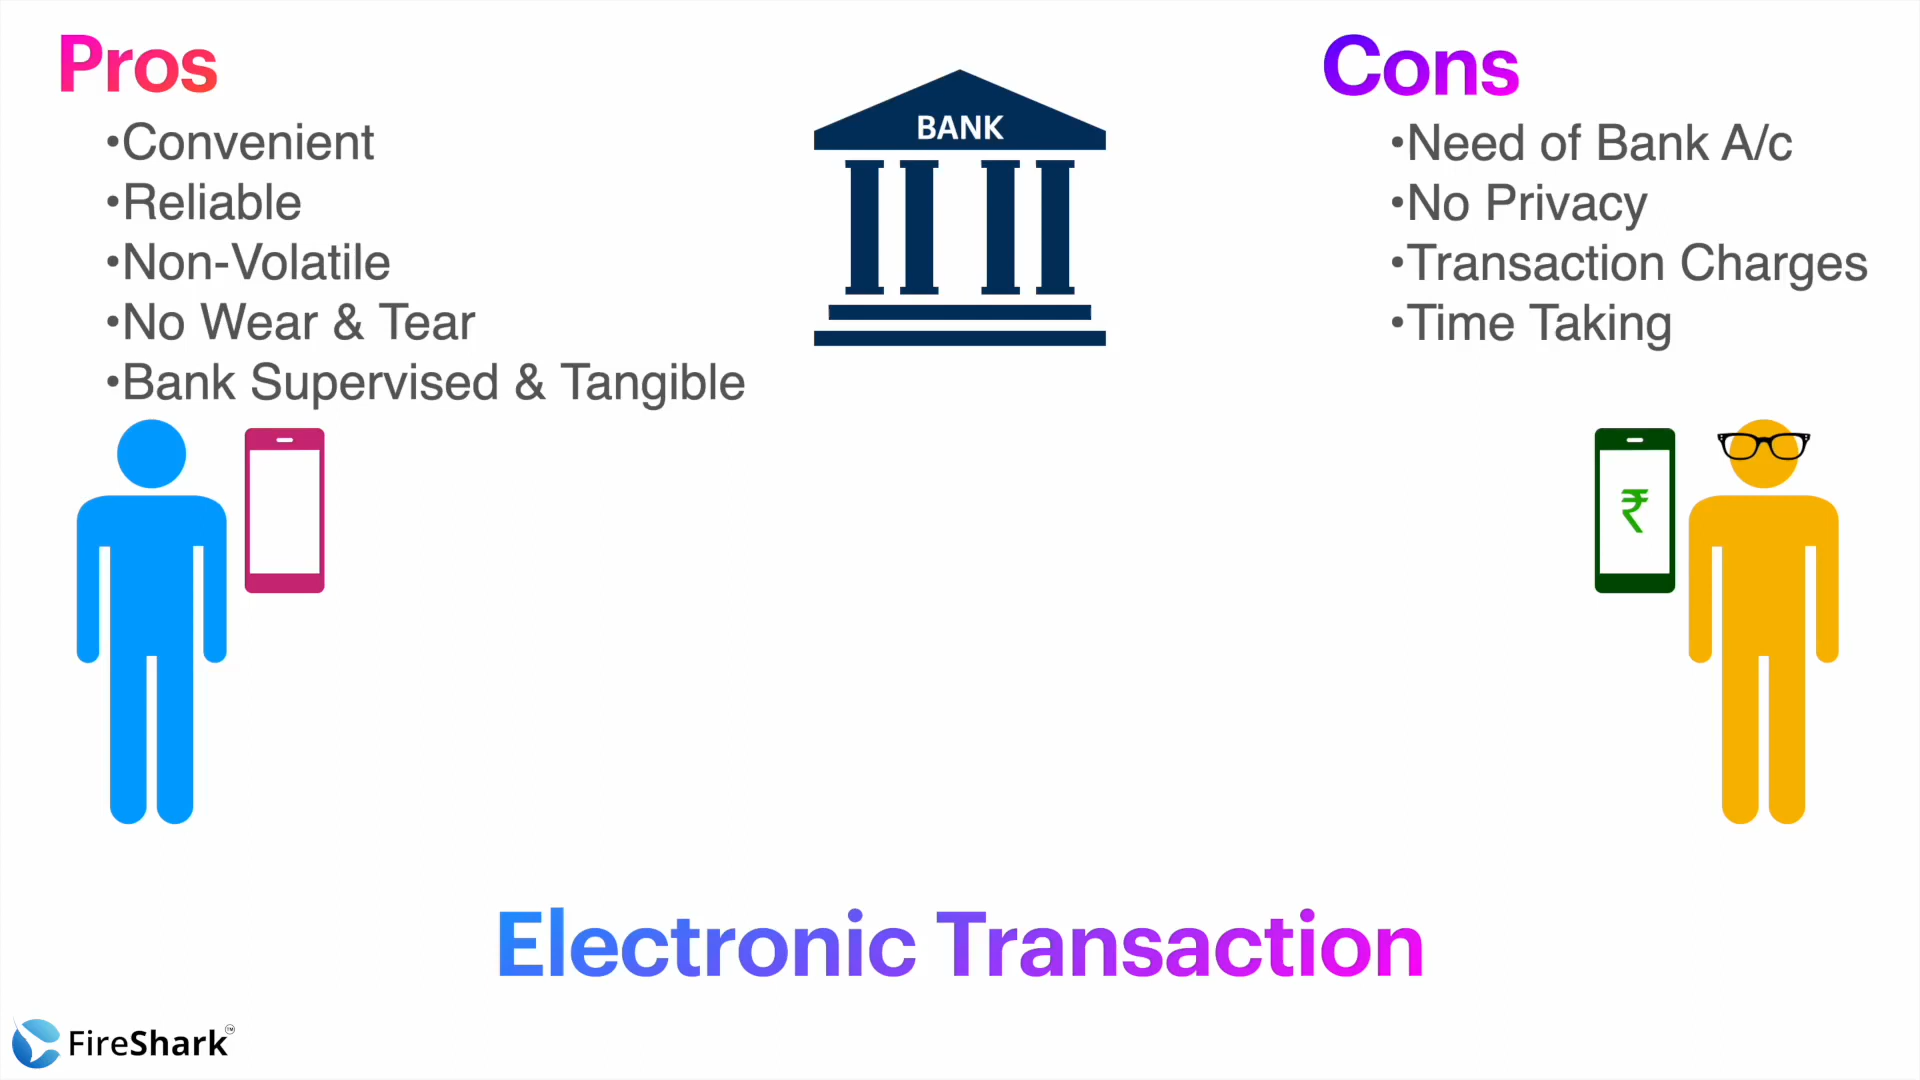 Pros
•Convenient
•Reliable
•Non-Volatile
•No Wear & Tear
•Bank Supervised & Tangible
BANK
Cons
•Need of Bank A/c
•No Privacy
•Transaction Charges
•Time Taking
₹
Electronic Transaction
FireShark™